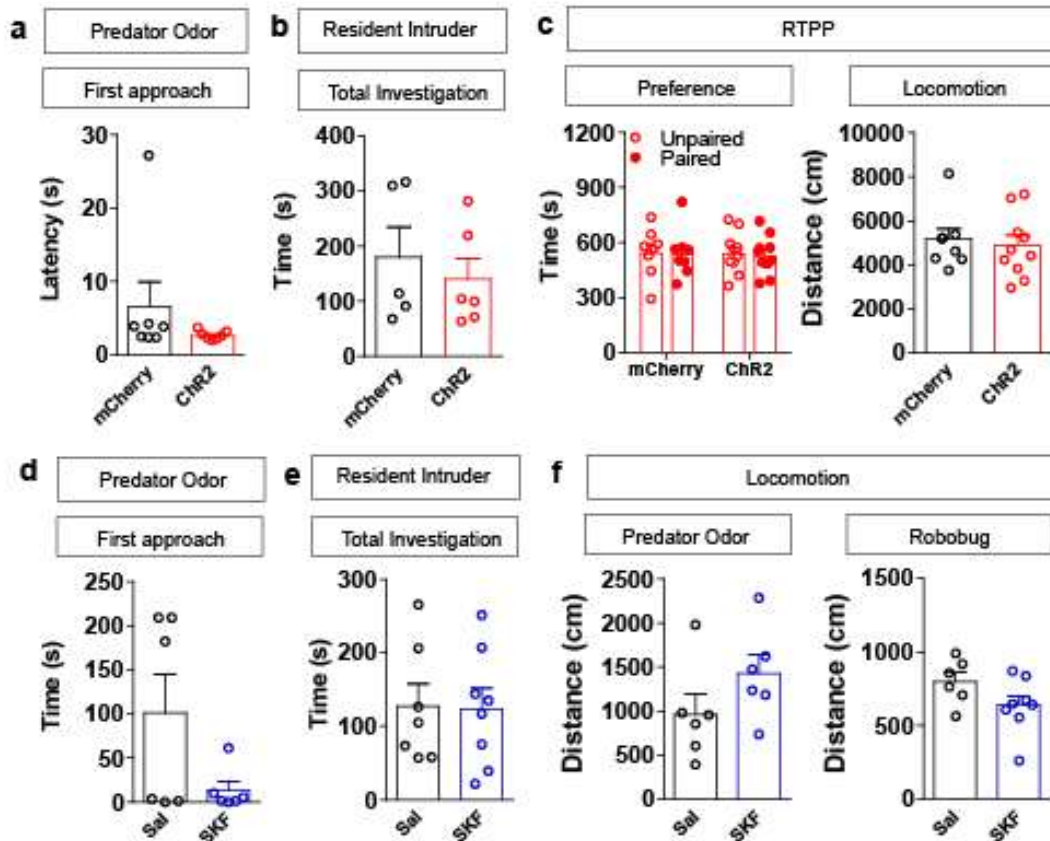 a
Predator Odor
First approach
Latency (s)
30
20
10
0
mCherry
ChR2
b
Resident Intruder
Total Investigation
Time (s)
400
300
200
100
0
mCherry
ChR2
c
RTPP
Preference
Time (s)
1200
900
600
300
0
Unpaired
Paired
mCherry
ChR2
Locomotion
Distance (cm)
10000
8000
6000
4000
2000
0
mCherry
ChR2
d
Predator Odor
First approach
Time (s)
250
200
150
100
50
0
Sal
SKF
e
Resident Intruder
Total Investigation
Time (s)
300
200
100
0
Sal
SKF
f
Locomotion
Predator Odor
Distance (cm)
2500
2000
1500
1000
500
0
Sal
SKF
Robobug
Distance (cm)
1500
1000
500
0
Sal
SKF